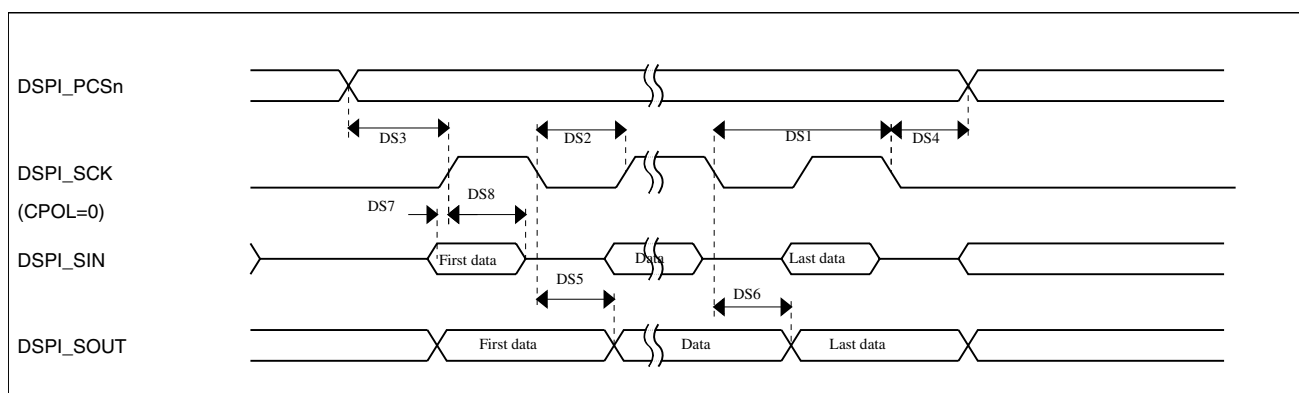 DSPI_PCSn
DS3 DS2 DS1 DS4
DSPI_SCK
(CPOL=0)
DS7 DS8
DSPI_SIN First data Data Last data
DS5 DS6
DSPI_SOUT First data Data Last data